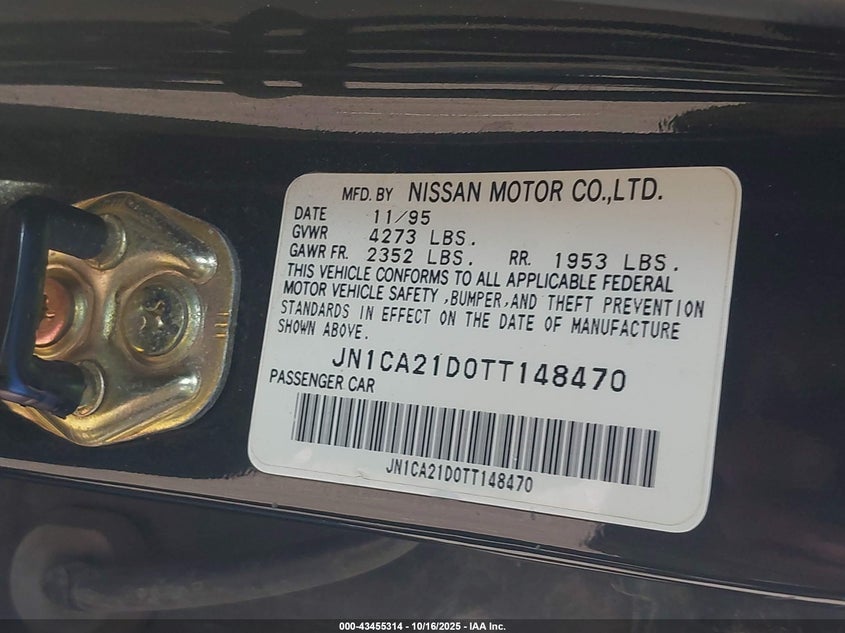 MFD. BY NISSAN MOTOR CO.,LTD.
DATE 11/95
GVWR 4273 LBS.
GAWR FR. 2352 LBS. RR. 1953 LBS.
THIS VEHICLE CONFORMS TO ALL APPLICABLE FEDERAL
MOTOR VEHICLE SAFETY ,BUMPER,AND THEFT PREVENTION
STANDARDS IN EFFECT ON THE DATE OF MANUFACTURE
SHOWN ABOVE.
JN1CA21D0TT148470
PASSENGER CAR
JN1CA21D0TT148470
000-43455314 - 10/16/2025 - IAA Inc.